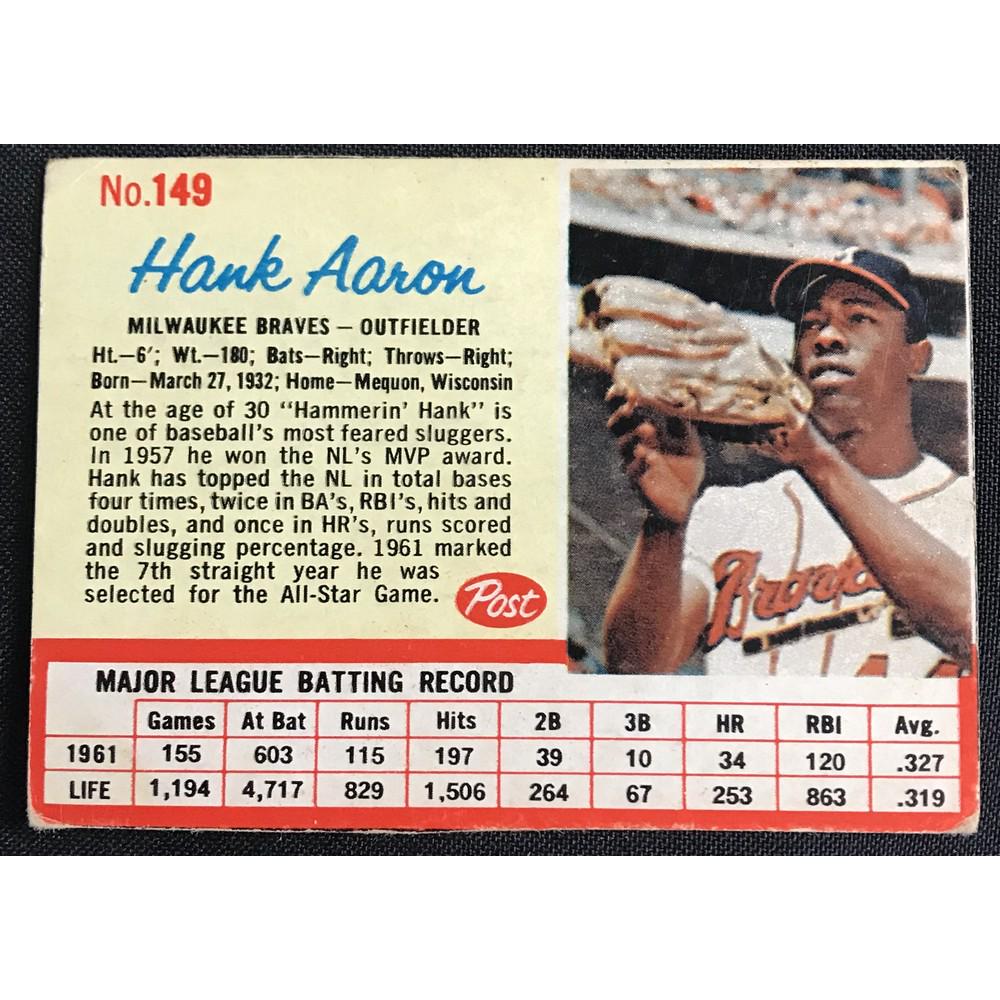 No.149
Hank Aaron
MILWAUKEE BRAVES — OUTFIELDER
Ht.—6'; Wt.—180; Bats—Right; Throws—Right;
Born—March 27, 1932; Home—Mequon, Wisconsin
At the age of 30 "Hammerin' Hank" is
one of baseball's most feared sluggers.
In 1957 he won the NL's MVP award.
Hank has topped the NL in total bases
four times, twice in BA's, RBI's, hits and
doubles, and once in HR's, runs scored
and slugging percentage. 1961 marked
the 7th straight year he was
selected for the All-Star Game.
Post
Braves
44
MAJOR LEAGUE BATTING RECORD
Games At Bat Runs Hits 2B 3B HR RBI Avg.
1961 155 603 115 197 39 10 34 120 .327
LIFE 1,194 4,717 829 1,506 264 67 253 863 .319